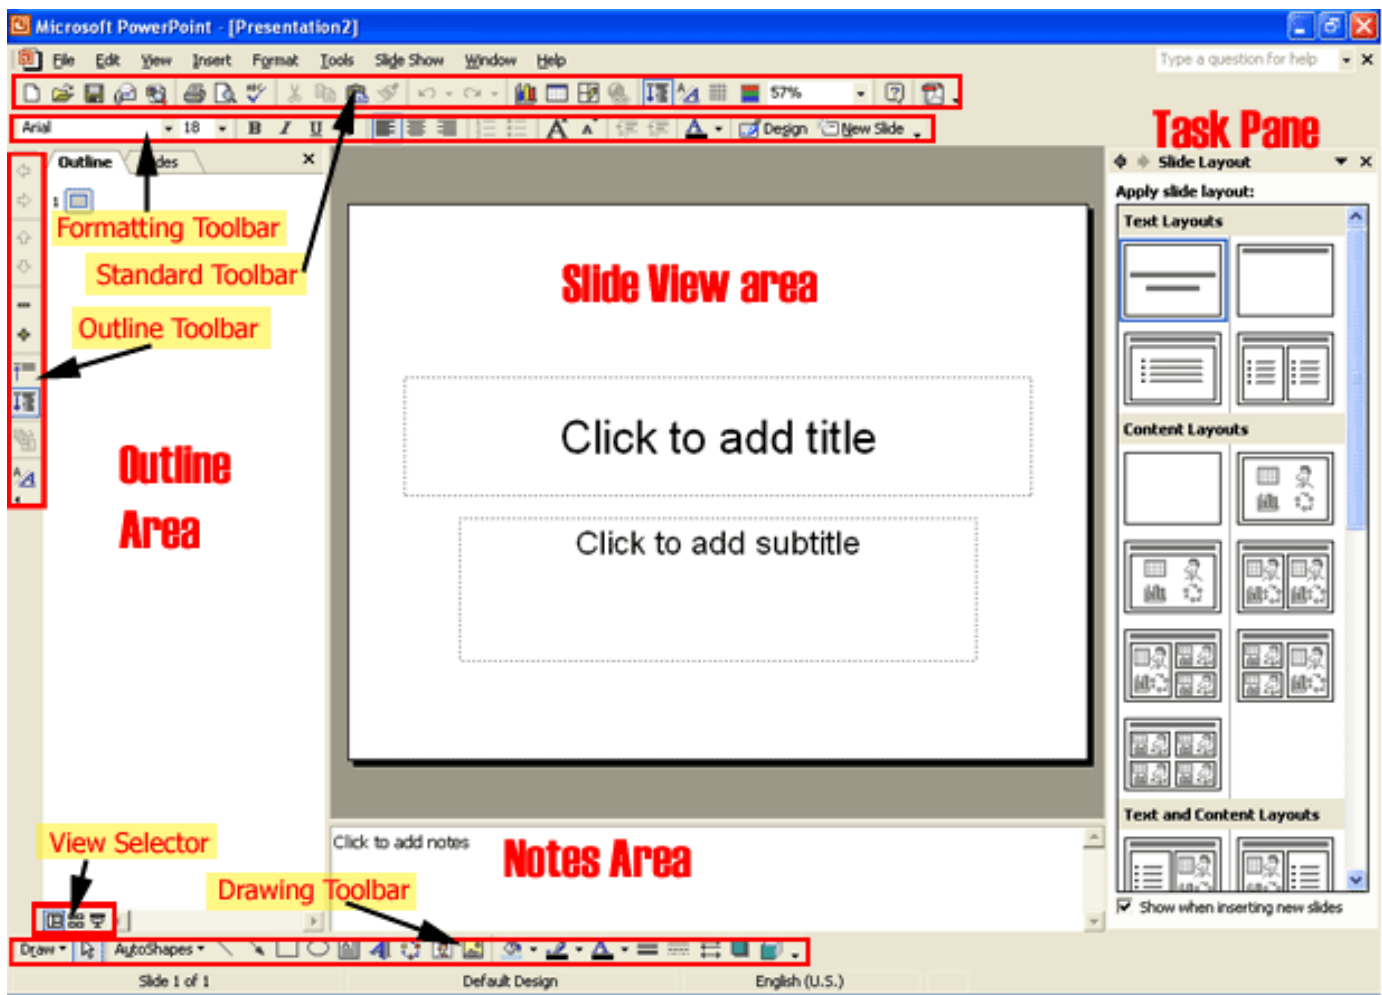 Microsoft PowerPoint - [Presentation2]
File Edit View Insert Format Tools Slide Show Window Help
Type a question for help
57%
Arial 18 B I U
Design New Slide
Task Pane
Outline
Slide Layout
Apply slide layout:
1
Text Layouts
Formatting Toolbar
Standard Toolbar
Slide View area
Outline Toolbar
Click to add title
Content Layouts
Outline
Area
Click to add subtitle
Text and Content Layouts
View Selector
Click to add notes
Notes Area
Drawing Toolbar
Show when inserting new slides
Draw AutoShapes
Slide 1 of 1
Default Design
English (U.S.)